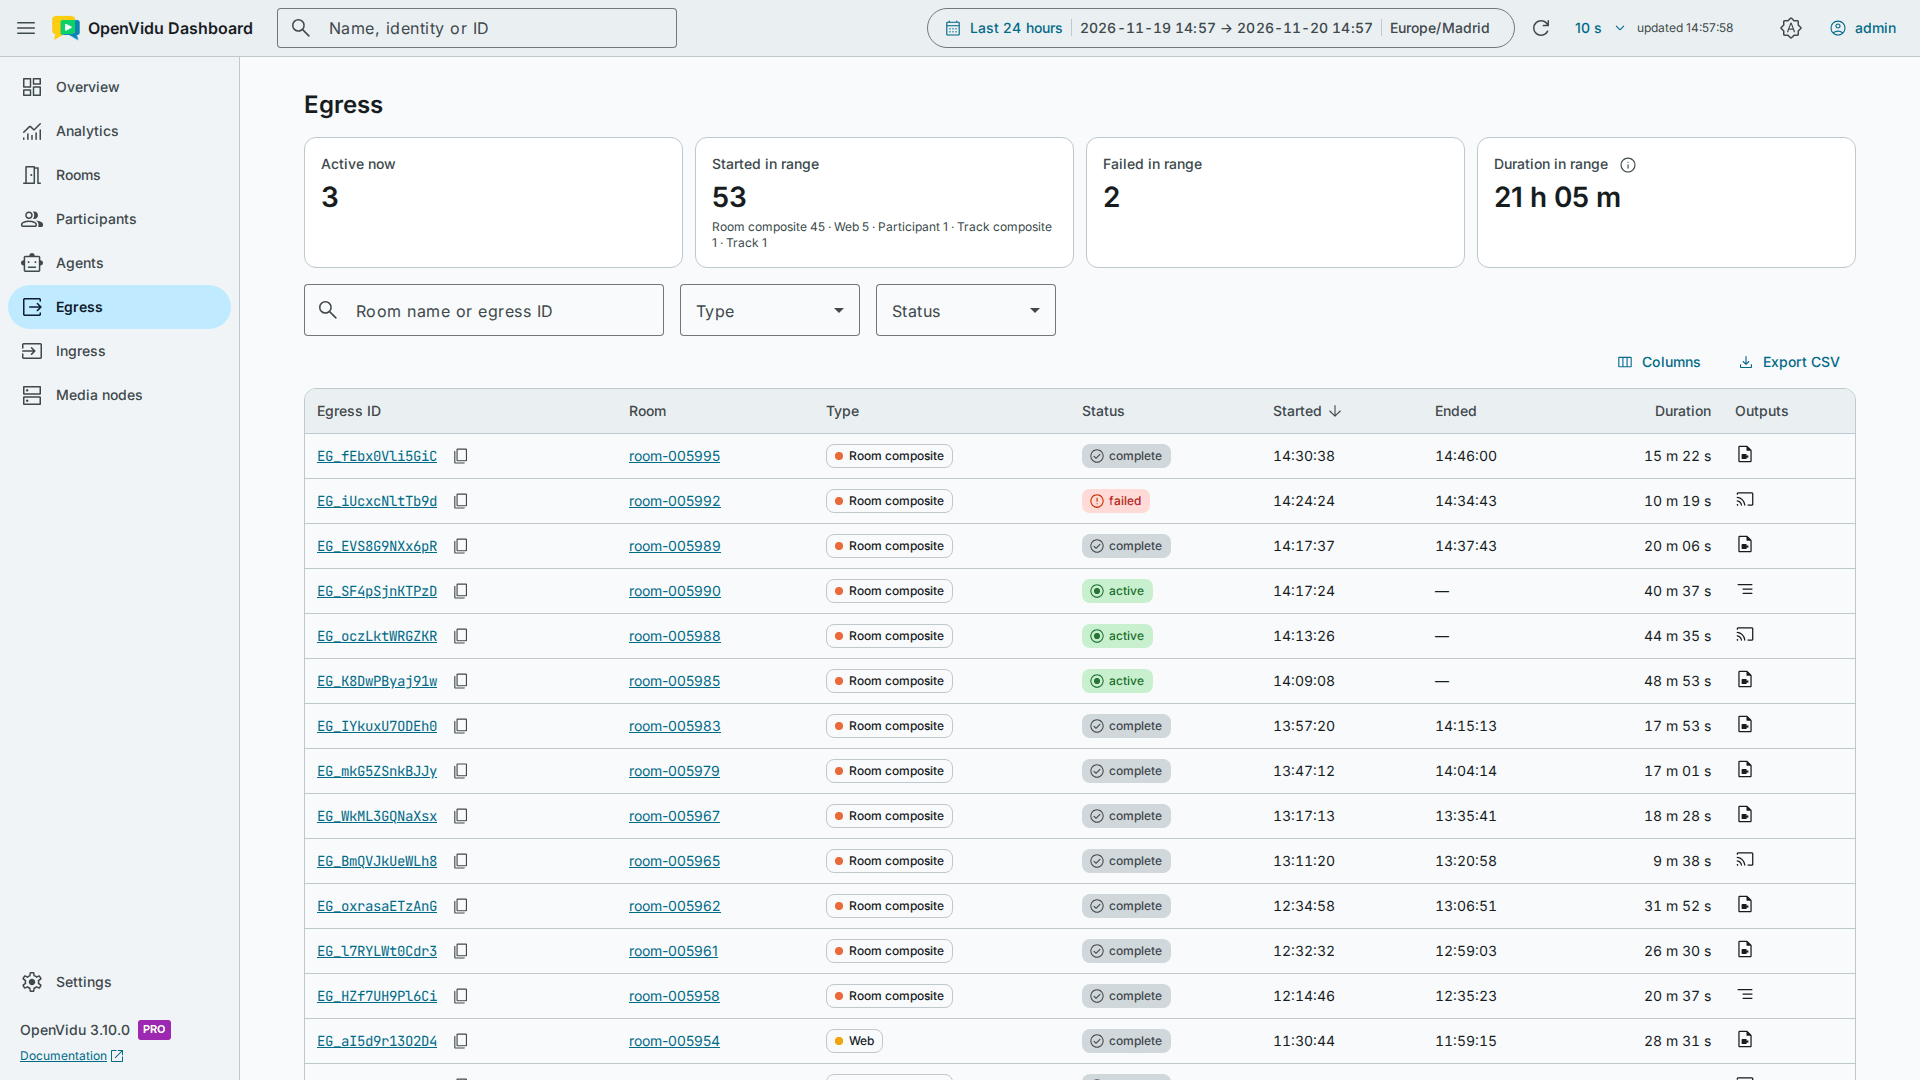 OpenVidu Dashboard
Name, identity or ID
Last 24 hours 2026-11-19 14:57 → 2026-11-20 14:57 Europe/Madrid
10 s updated 14:57:58
admin
Overview
Analytics
Rooms
Participants
Agents
Egress
Ingress
Media nodes
Settings
OpenVidu 3.10.0 PRO
Documentation
Egress
Active now
3
Started in range
53
Room composite 45 · Web 5 · Participant 1 · Track composite
1 · Track 1
Failed in range
2
Duration in range
21 h 05 m
Room name or egress ID
Type
Status
Columns
Export CSV
Egress ID Room Type Status Started Ended Duration Outputs
EG_fEbx0Vli5GiC room-005995 Room composite complete 14:30:38 14:46:00 15 m 22 s
EG_iUcxcNltTb9d room-005992 Room composite failed 14:24:24 14:34:43 10 m 19 s
EG_EVS8G9NXx6pR room-005989 Room composite complete 14:17:37 14:37:43 20 m 06 s
EG_SF4pSjnKTPzD room-005990 Room composite active 14:17:24 — 40 m 37 s
EG_oczLktWRGZKR room-005988 Room composite active 14:13:26 — 44 m 35 s
EG_K8DwPByaj91w room-005985 Room composite active 14:09:08 — 48 m 53 s
EG_IYkuxU7ODEh0 room-005983 Room composite complete 13:57:20 14:15:13 17 m 53 s
EG_mkG5ZSnkBJJy room-005979 Room composite complete 13:47:12 14:04:14 17 m 01 s
EG_WkML3GQNaXsx room-005967 Room composite complete 13:17:13 13:35:41 18 m 28 s
EG_BmQVJkUeWLh8 room-005965 Room composite complete 13:11:20 13:20:58 9 m 38 s
EG_oxrasaETzAnG room-005962 Room composite complete 12:34:58 13:06:51 31 m 52 s
EG_l7RYLWt0Cdr3 room-005961 Room composite complete 12:32:32 12:59:03 26 m 30 s
EG_HZf7UH9Pl6Ci room-005958 Room composite complete 12:14:46 12:35:23 20 m 37 s
EG_aI5d9r13O2D4 room-005954 Web complete 11:30:44 11:59:15 28 m 31 s